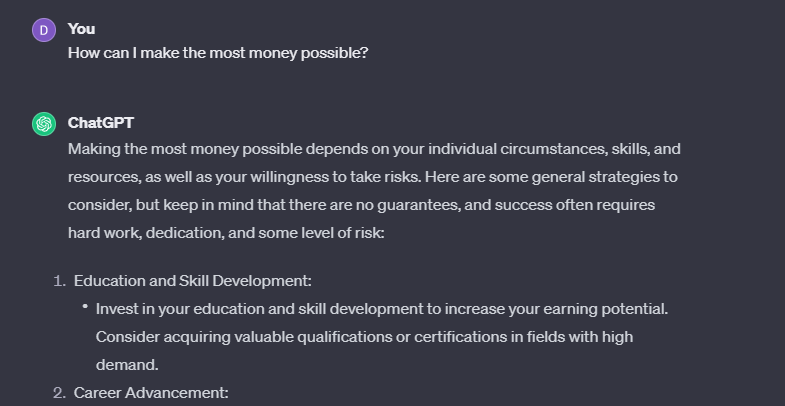 D
You
How can I make the most money possible?
ChatGPT
Making the most money possible depends on your individual circumstances, skills, and
resources, as well as your willingness to take risks. Here are some general strategies to
consider, but keep in mind that there are no guarantees, and success often requires
hard work, dedication, and some level of risk:
1. Education and Skill Development:
• Invest in your education and skill development to increase your earning potential.
Consider acquiring valuable qualifications or certifications in fields with high
demand.
2. Career Advancement: